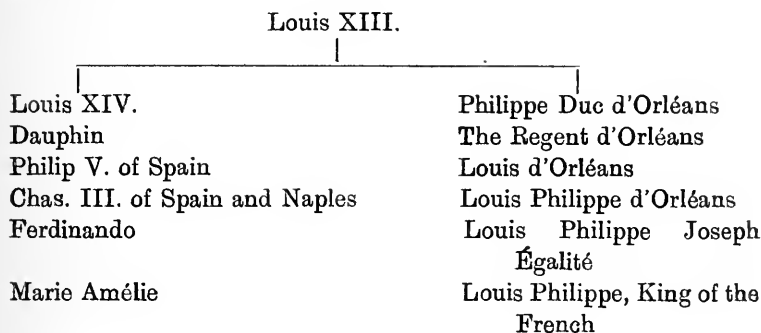 Louis XIII.
Louis XIV.
Dauphin
Philip V. of Spain
Chas. III. of Spain and Naples
Ferdinando
Marie Amélie
Philippe Duc d'Orléans
The Regent d'Orléans
Louis d'Orléans
Louis Philippe d'Orléans
Louis Philippe Joseph
Égalité
Louis Philippe, King of the
French